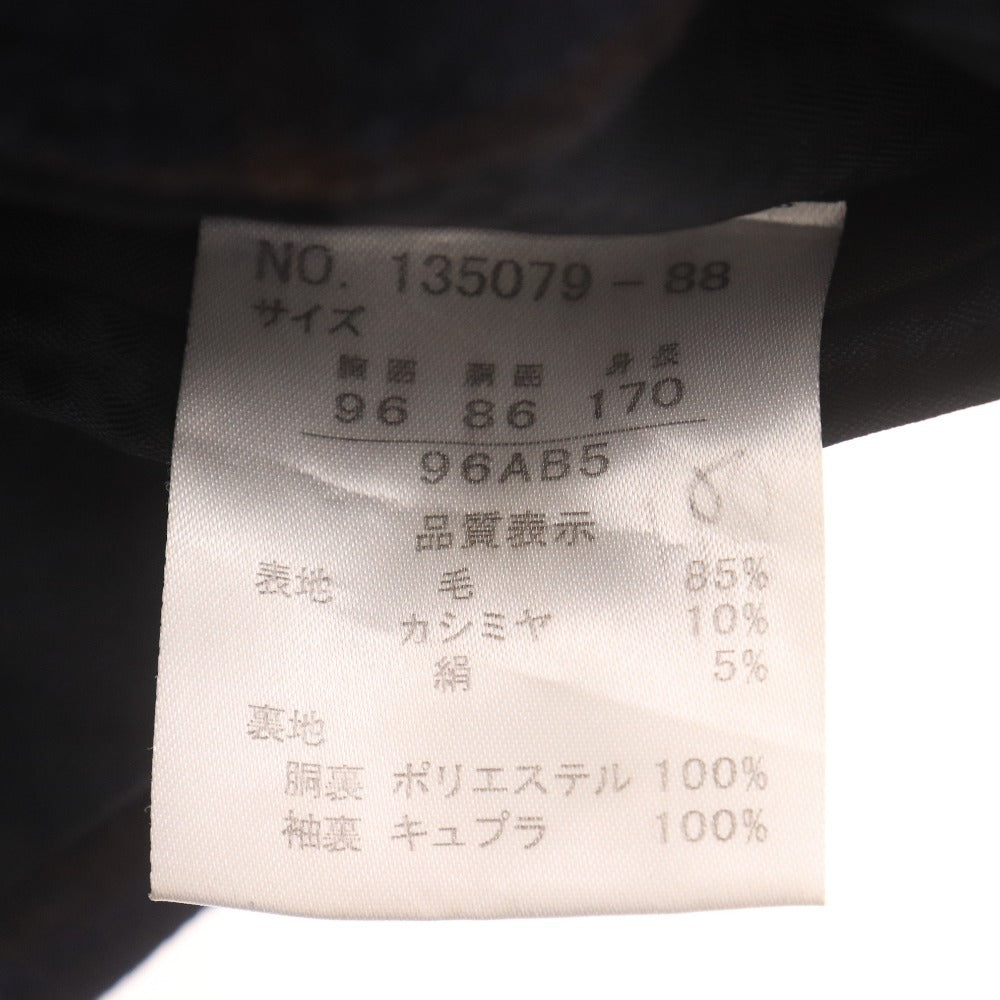 NO. 135079-88
サイズ
胸囲 胴囲 身長
96 86 170
96AB5
品質表示
表地 毛 85%
カシミヤ 10%
絹 5%
裏地
胴裏 ポリエステル 100%
袖裏 キュプラ 100%